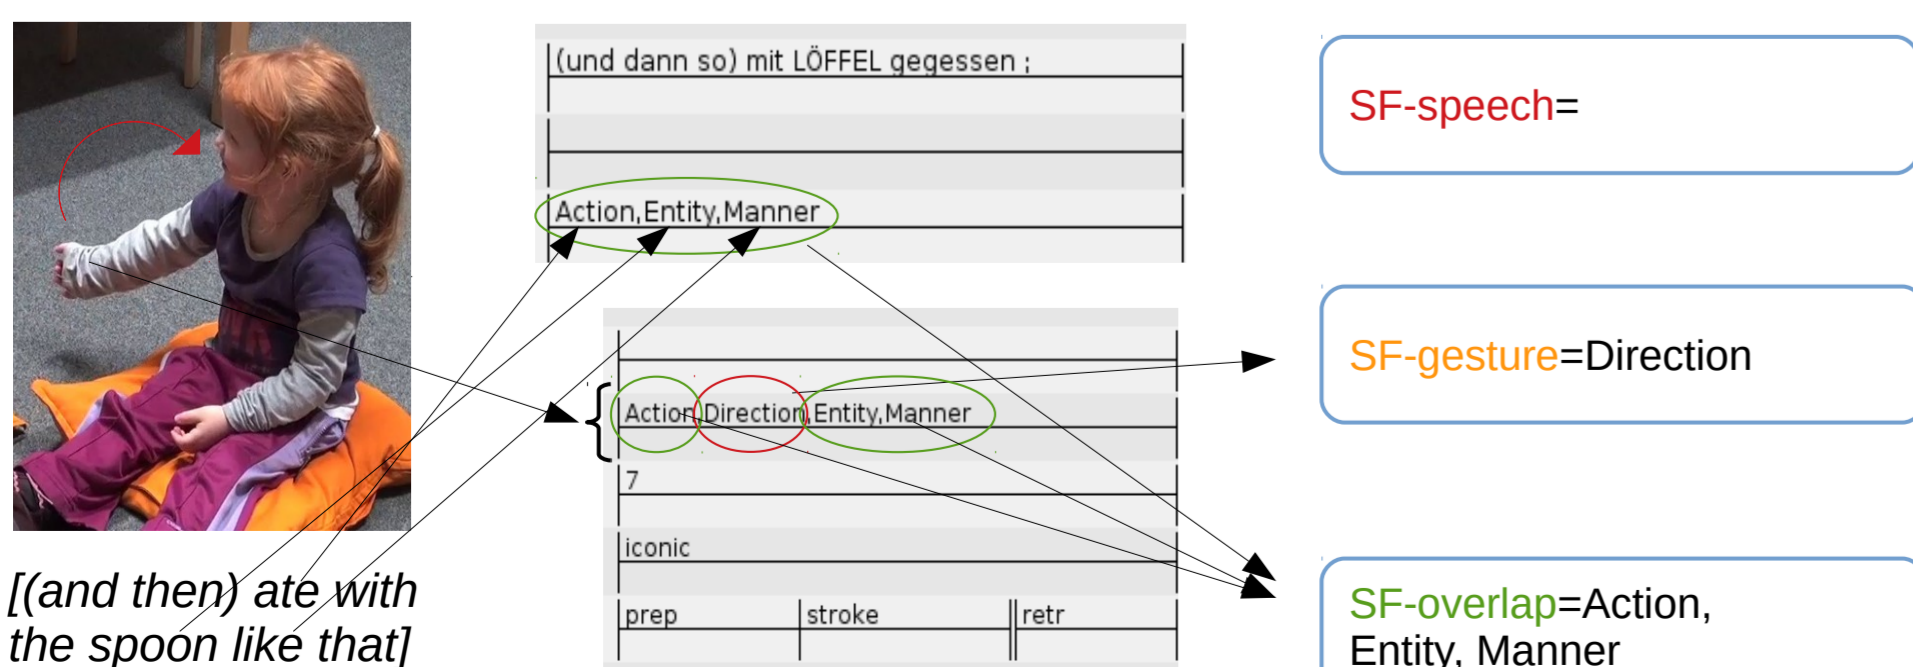 (und dann so) mit LÖFFEL gegessen ;
Action,Entity,Manner
Action,Direction,Entity,Manner
7
iconic
prep stroke retr
[(and then) ate with
the spoon like that]
SF-speech=
SF-gesture=Direction
SF-overlap=Action,
Entity, Manner